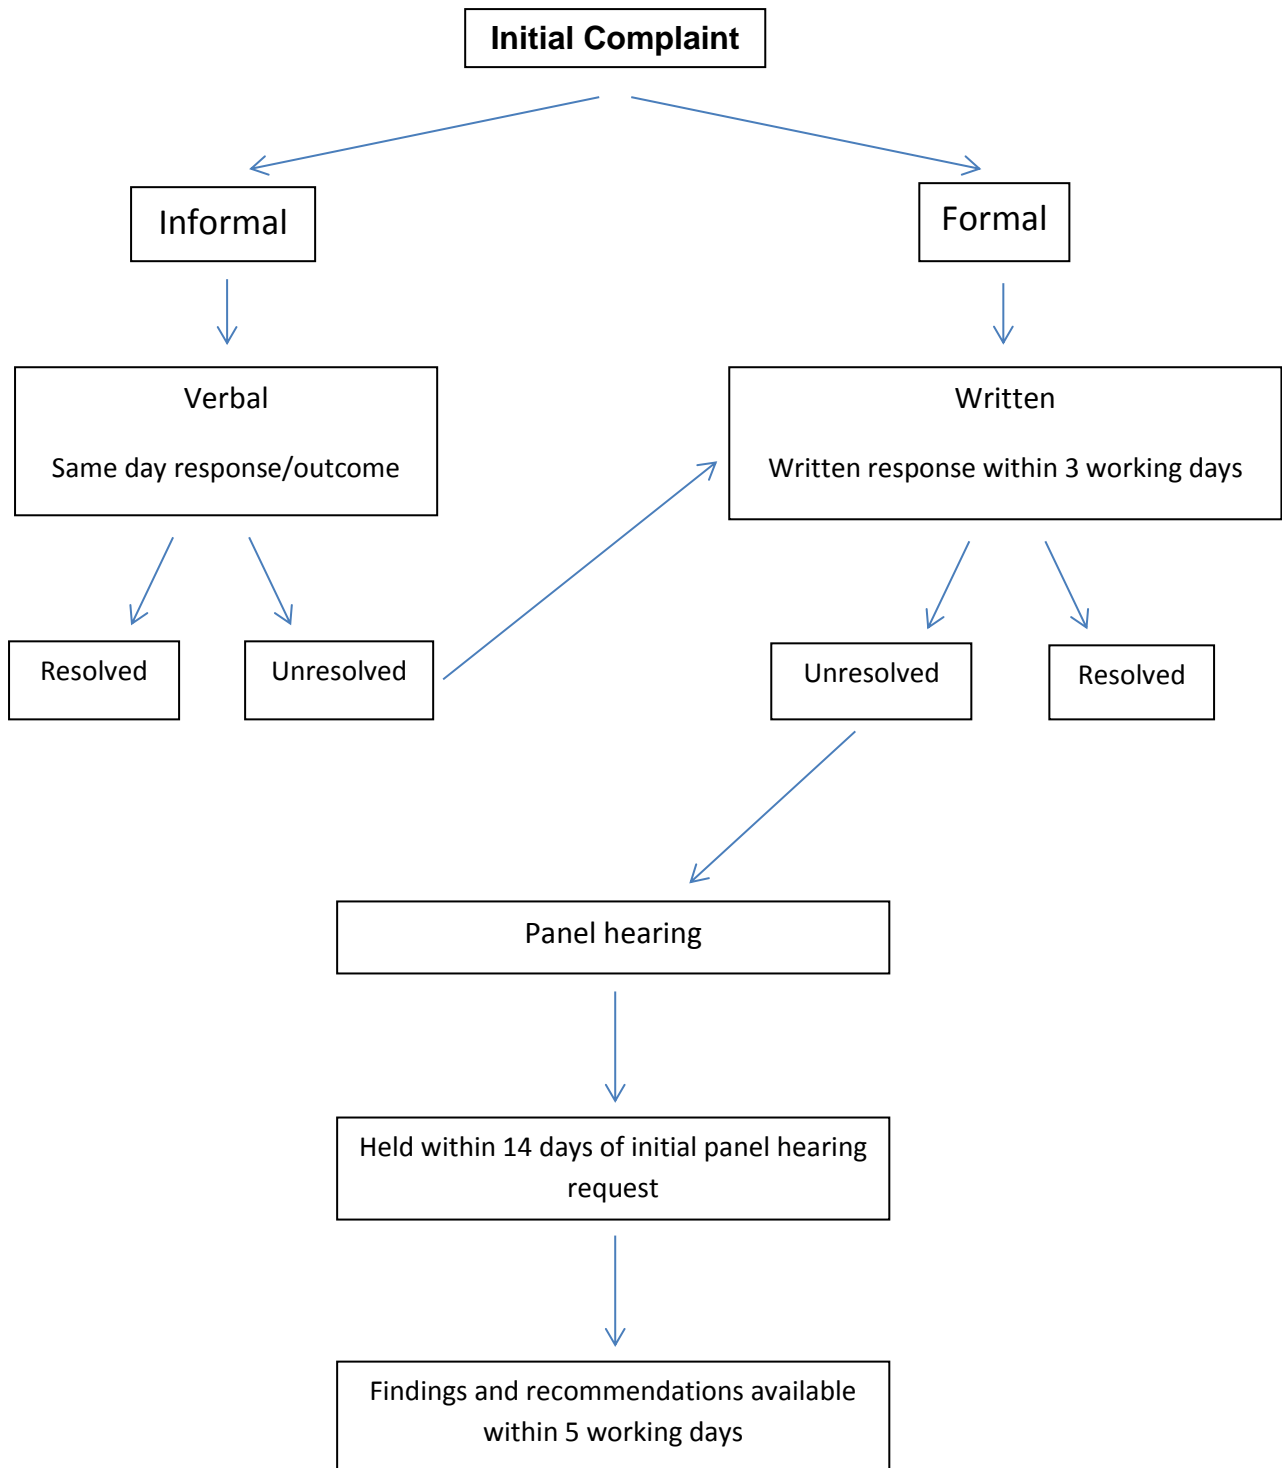 Initial Complaint
Informal
Formal
Verbal
Same day response/outcome
Written
Written response within 3 working days
Resolved
Unresolved
Unresolved
Resolved
Panel hearing
Held within 14 days of initial panel hearing
request
Findings and recommendations available
within 5 working days